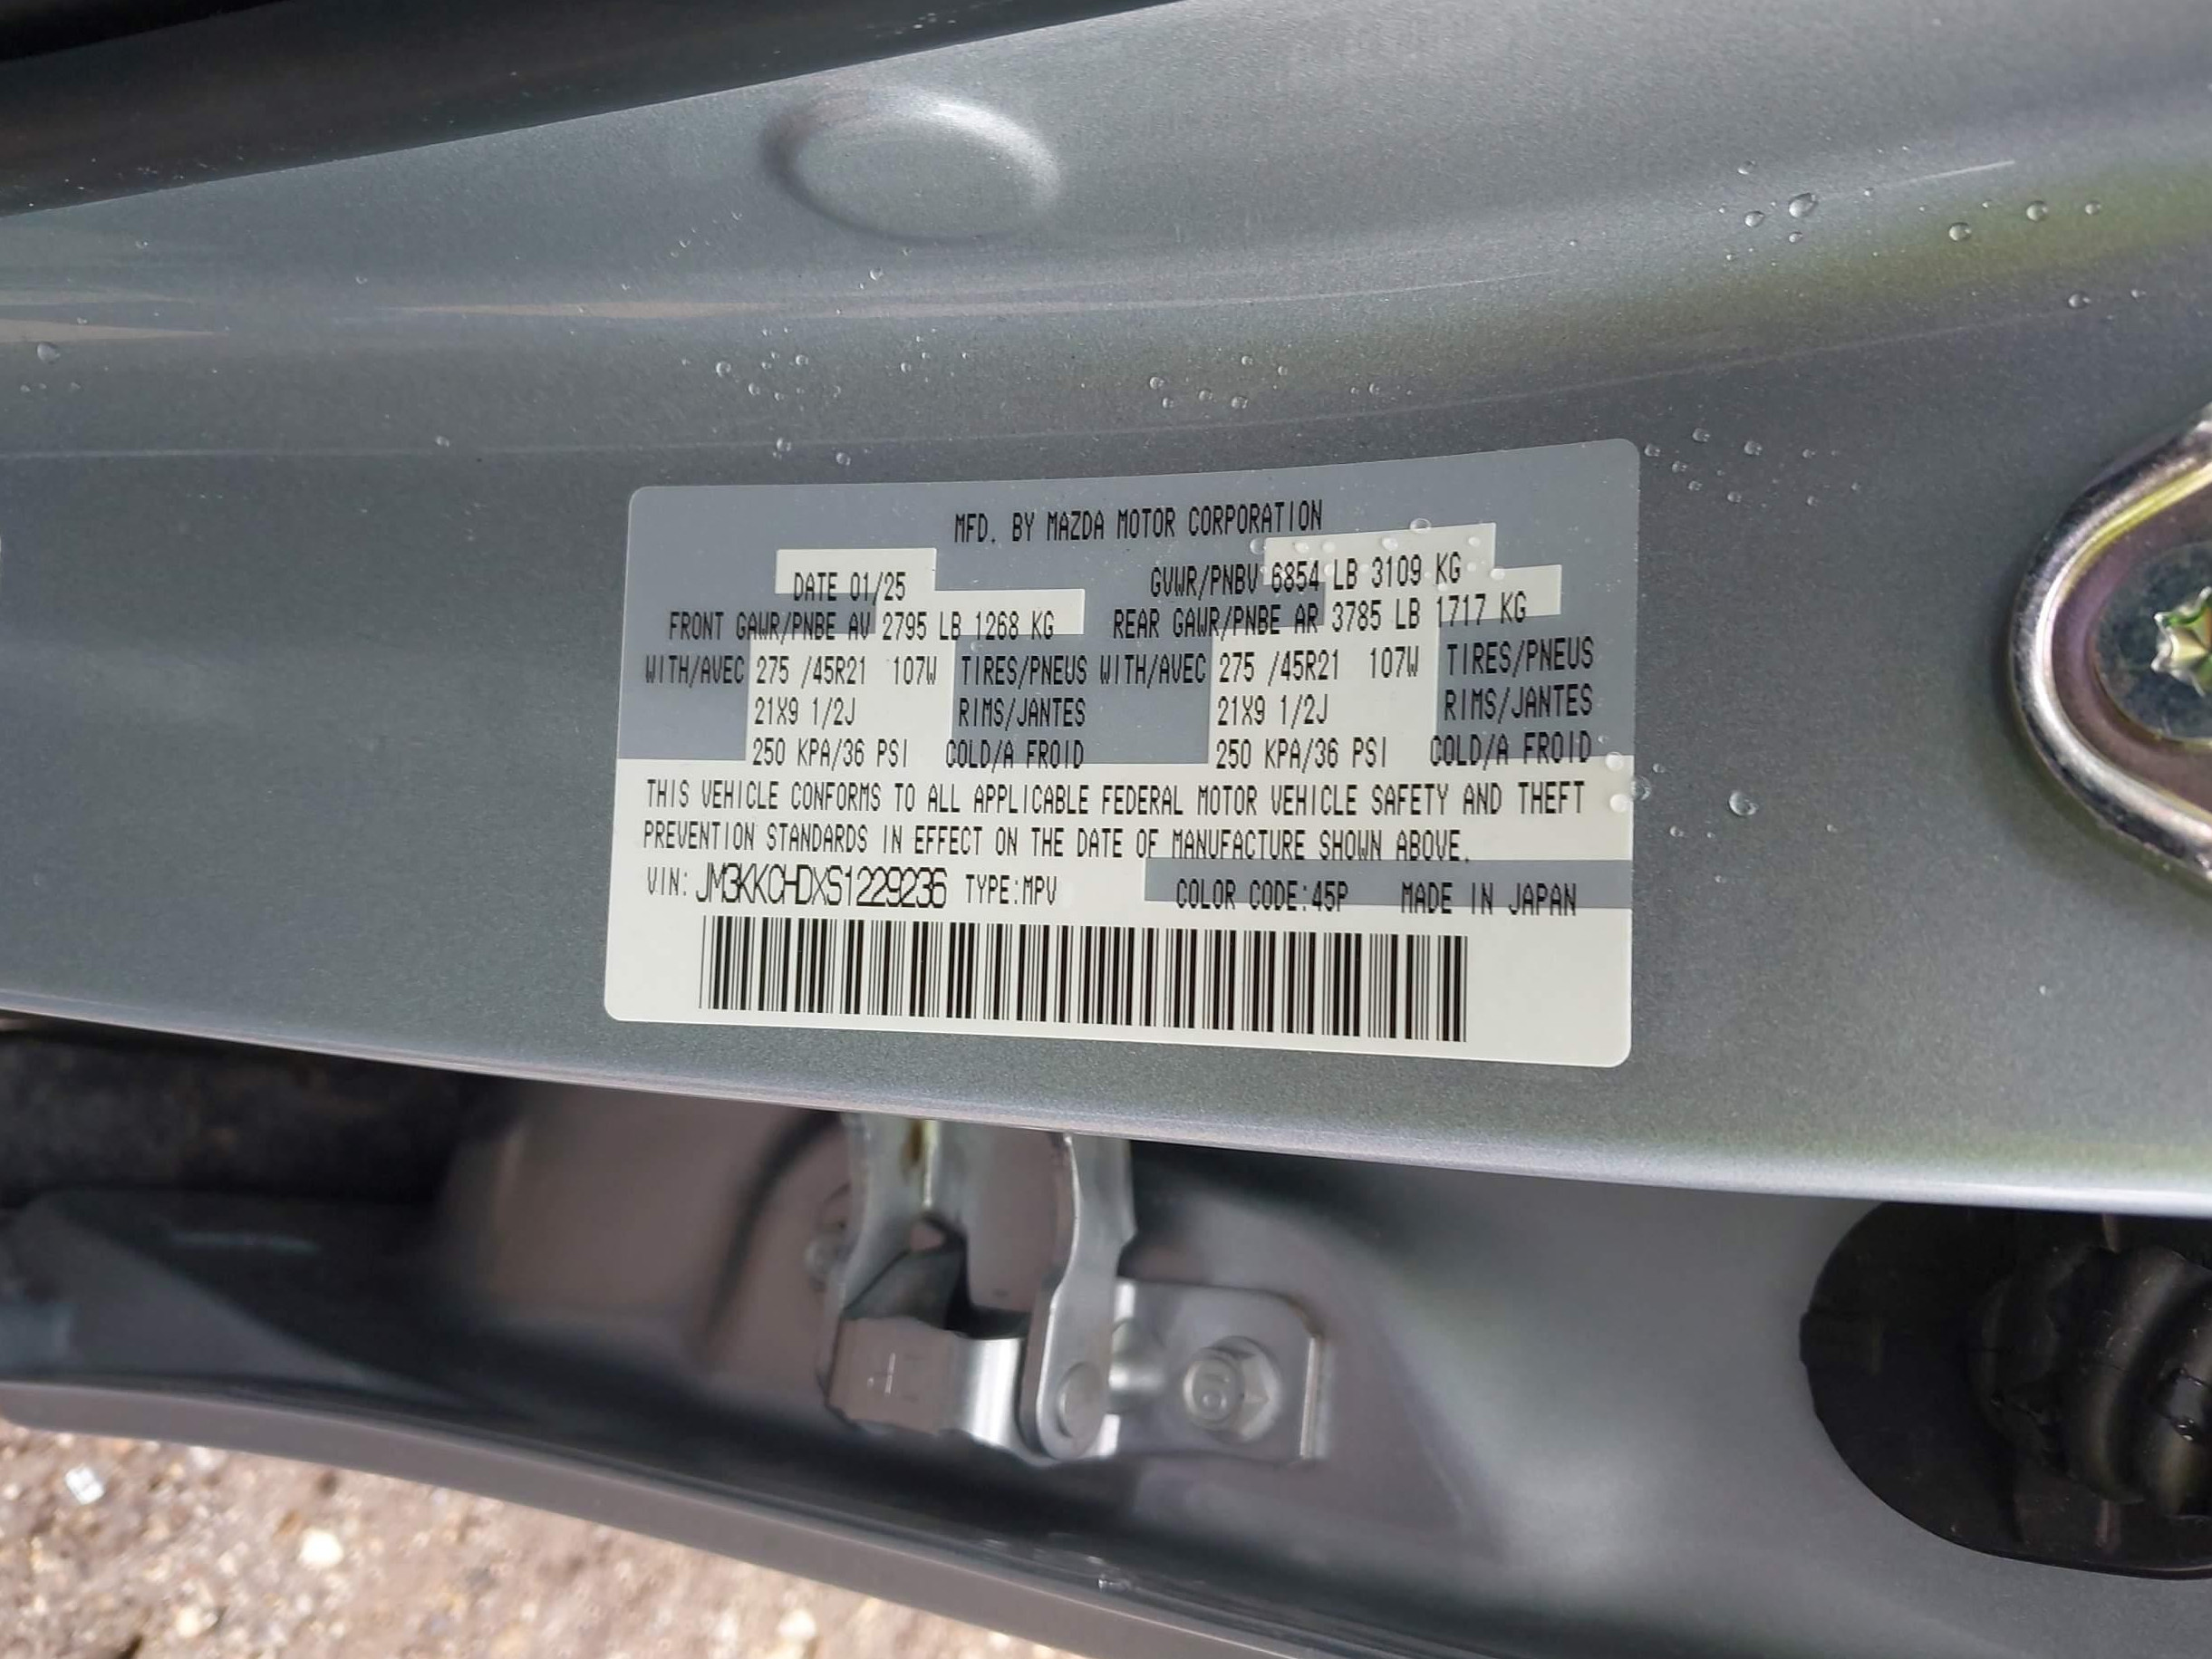 MFD. BY MAZDA MOTOR CORPORATION
DATE 01/25 GVWR/PNBV 6854 LB 3109 KG
FRONT GAWR/PNBE AV 2795 LB 1268 KG REAR GAWR/PNBE AR 3785 LB 1717 KG
WITH/AVEC 275 /45R21 107W TIRES/PNEUS WITH/AVEC 275 /45R21 107W TIRES/PNEUS
21X9 1/2J RIMS/JANTES 21X9 1/2J RIMS/JANTES
250 KPA/36 PSI COLD/A FROID 250 KPA/36 PSI COLD/A FROID
THIS VEHICLE CONFORMS TO ALL APPLICABLE FEDERAL MOTOR VEHICLE SAFETY AND THEFT
PREVENTION STANDARDS IN EFFECT ON THE DATE OF MANUFACTURE SHOWN ABOVE.
VIN: JM3KKCHDXS1229236 TYPE:MPV COLOR CODE:45P MADE IN JAPAN